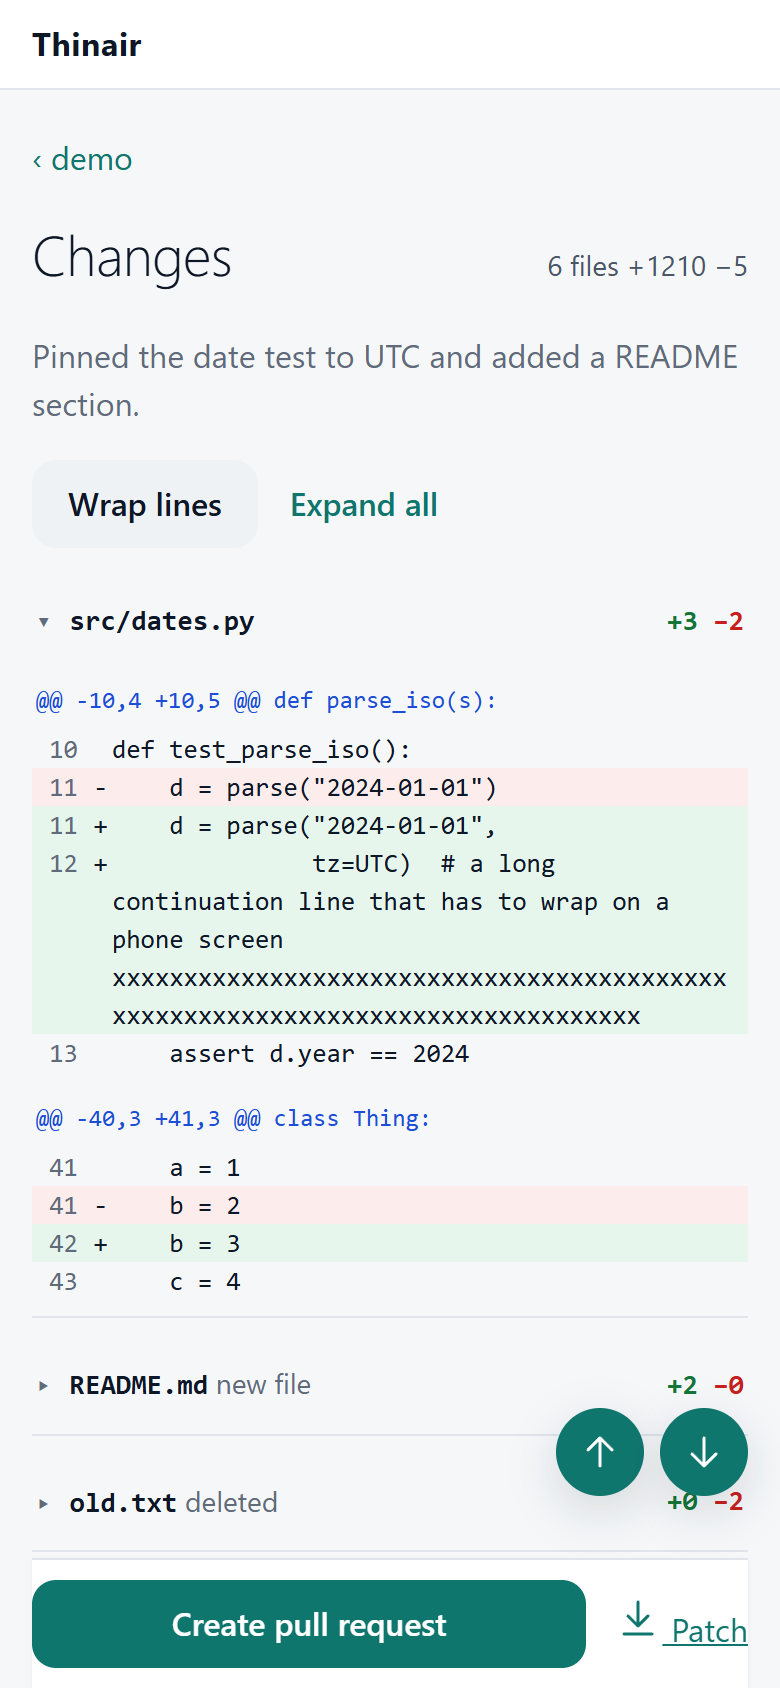 Thinair
‹ demo
Changes
6 files +1210 −5
Pinned the date test to UTC and added a README
section.
Wrap lines
Expand all
▾ src/dates.py +3 −2
@@ -10,4 +10,5 @@ def parse_iso(s):
10   def test_parse_iso():
11 -     d = parse("2024-01-01")
11 +     d = parse("2024-01-01",
12 +               tz=UTC)  # a long
continuation line that has to wrap on a
phone screen
xxxxxxxxxxxxxxxxxxxxxxxxxxxxxxxxxxxxxxxxxxx
xxxxxxxxxxxxxxxxxxxxxxxxxxxxxxxxxxxxx
13       assert d.year == 2024
@@ -40,3 +41,3 @@ class Thing:
41       a = 1
41 -     b = 2
42 +     b = 3
43       c = 4
▸ README.md new file +2 −0
▸ old.txt deleted +0 −2
Create pull request
Patch